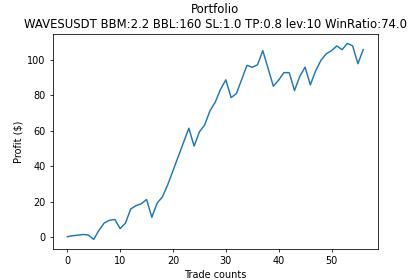 Portfolio
WAVESUSDT BBM:2.2 BBL:160 SL:1.0 TP:0.8 lev:10 WinRatio:74.0
100
80
60
40
20
0
Profit ($)
0 10 20 30 40 50
Trade counts